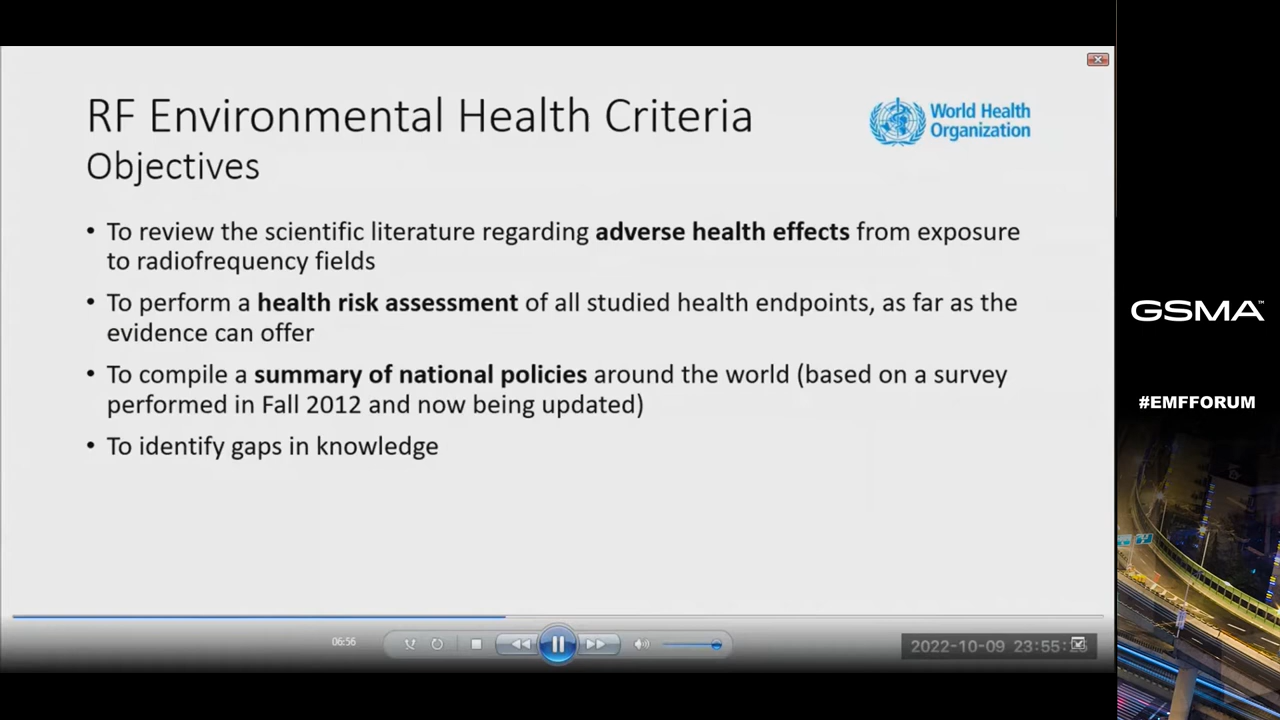 RF Environmental Health Criteria
Objectives
World Health
Organization
• To review the scientific literature regarding adverse health effects from exposure
to radiofrequency fields
• To perform a health risk assessment of all studied health endpoints, as far as the
evidence can offer
• To compile a summary of national policies around the world (based on a survey
performed in Fall 2012 and now being updated)
• To identify gaps in knowledge
06:56
2022-10-09 23:55:
GSMA™
#EMFFORUM